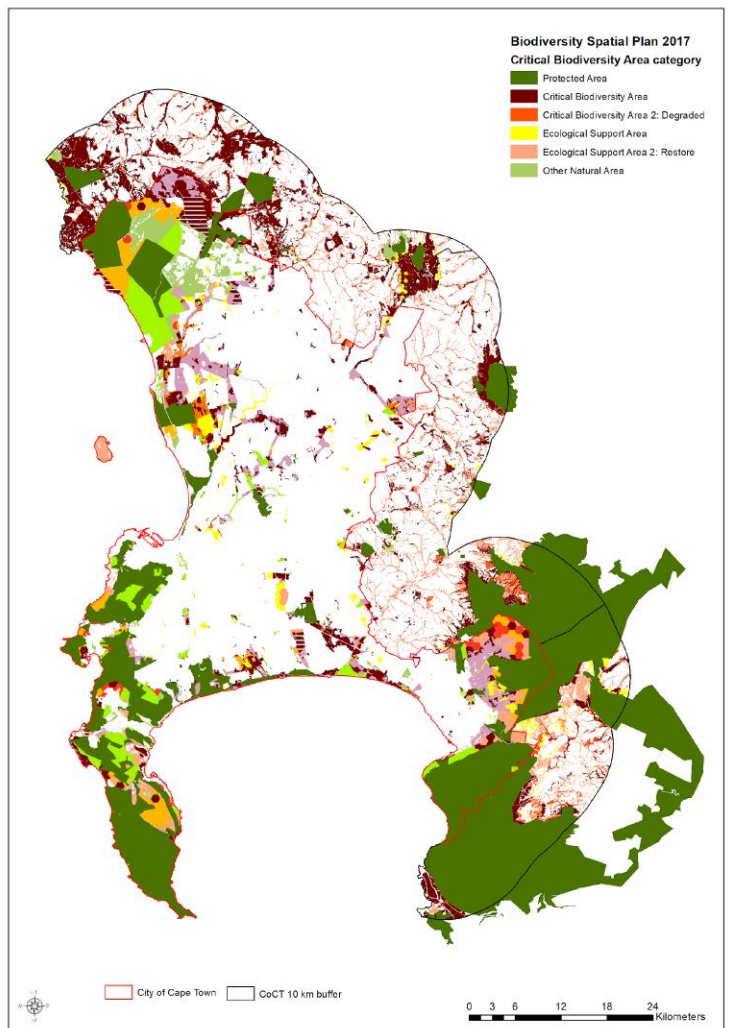 Biodiversity Spatial Plan 2017
Critical Biodiversity Area category
Protected Area
Critical Biodiversity Area
Critical Biodiversity Area 2: Degraded
Ecological Support Area
Ecological Support Area 2: Restore
Other Natural Area
City of Cape Town
CoCT 10 km buffer
0 3 6 12 18 24
Kilometers